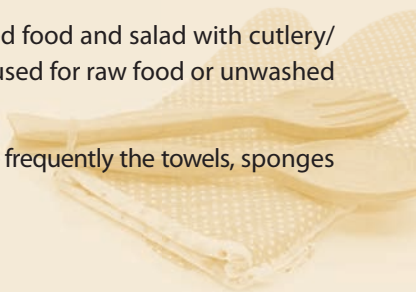 d food and salad with cutlery/
used for raw food or unwashed
frequently the towels, sponges